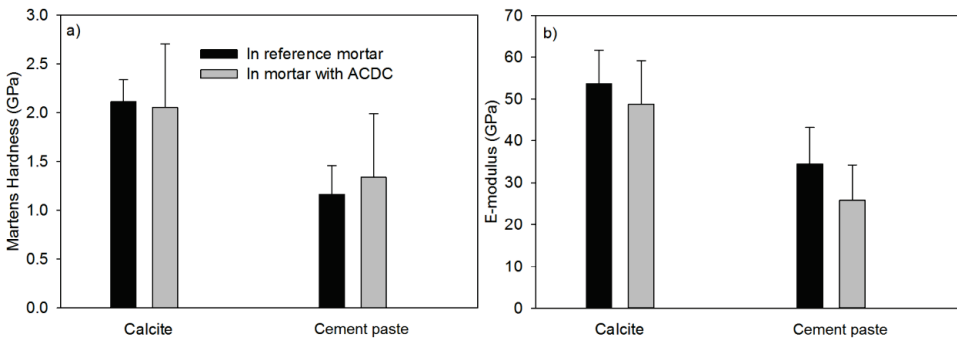 a)
Martens Hardness (GPa)
3.0
2.5
2.0
1.5
1.0
0.5
0.0
In reference mortar
In mortar with ACDC
Calcite
Cement paste
b)
E-modulus (GPa)
70
60
50
40
30
20
10
0
Calcite
Cement paste